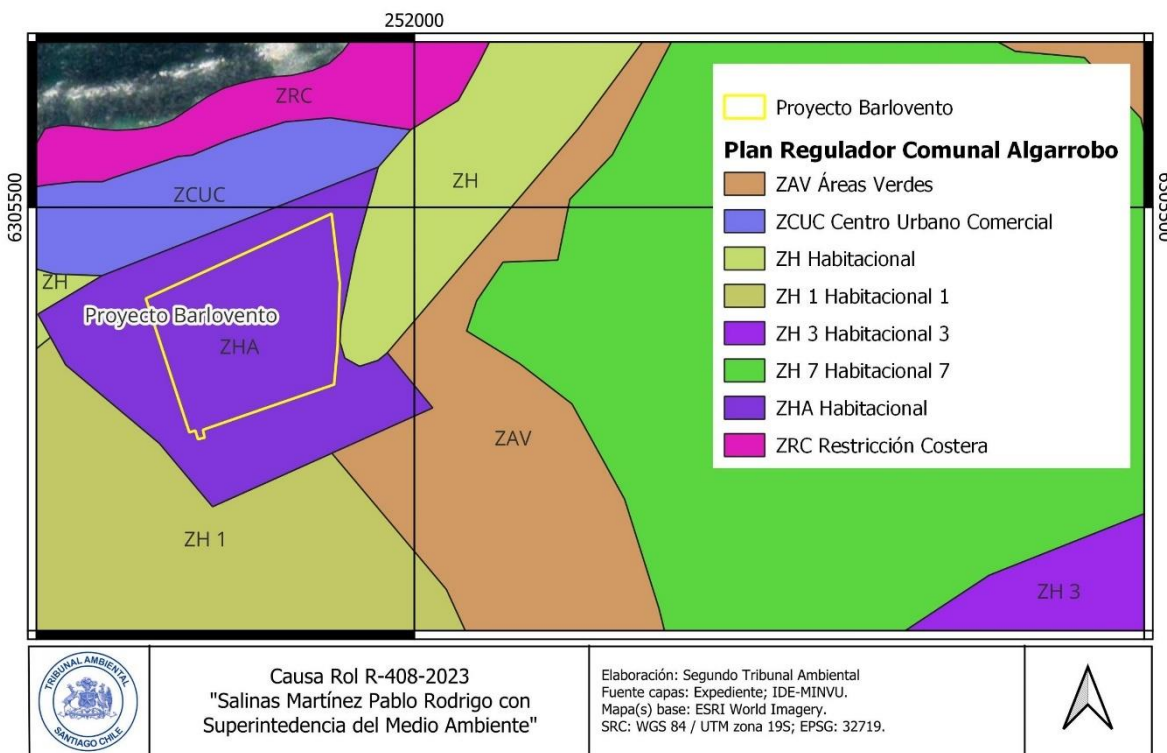 252000
6305500
6305500
ZRC
ZCUC
ZH
ZH
Proyecto Barlovento
ZHA
ZAV
ZH 1
ZH 3
Proyecto Barlovento
Plan Regulador Comunal Algarrobo
ZAV Áreas Verdes
ZCUC Centro Urbano Comercial
ZH Habitacional
ZH 1 Habitacional 1
ZH 3 Habitacional 3
ZH 7 Habitacional 7
ZHA Habitacional
ZRC Restricción Costera
TRIBUNAL AMBIENTAL
SANTIAGO CHILE
Causa Rol R-408-2023
"Salinas Martínez Pablo Rodrigo con
Superintedencia del Medio Ambiente"
Elaboración: Segundo Tribunal Ambiental
Fuente capas: Expediente; IDE-MINVU.
Mapa(s) base: ESRI World Imagery.
SRC: WGS 84 / UTM zona 19S; EPSG: 32719.